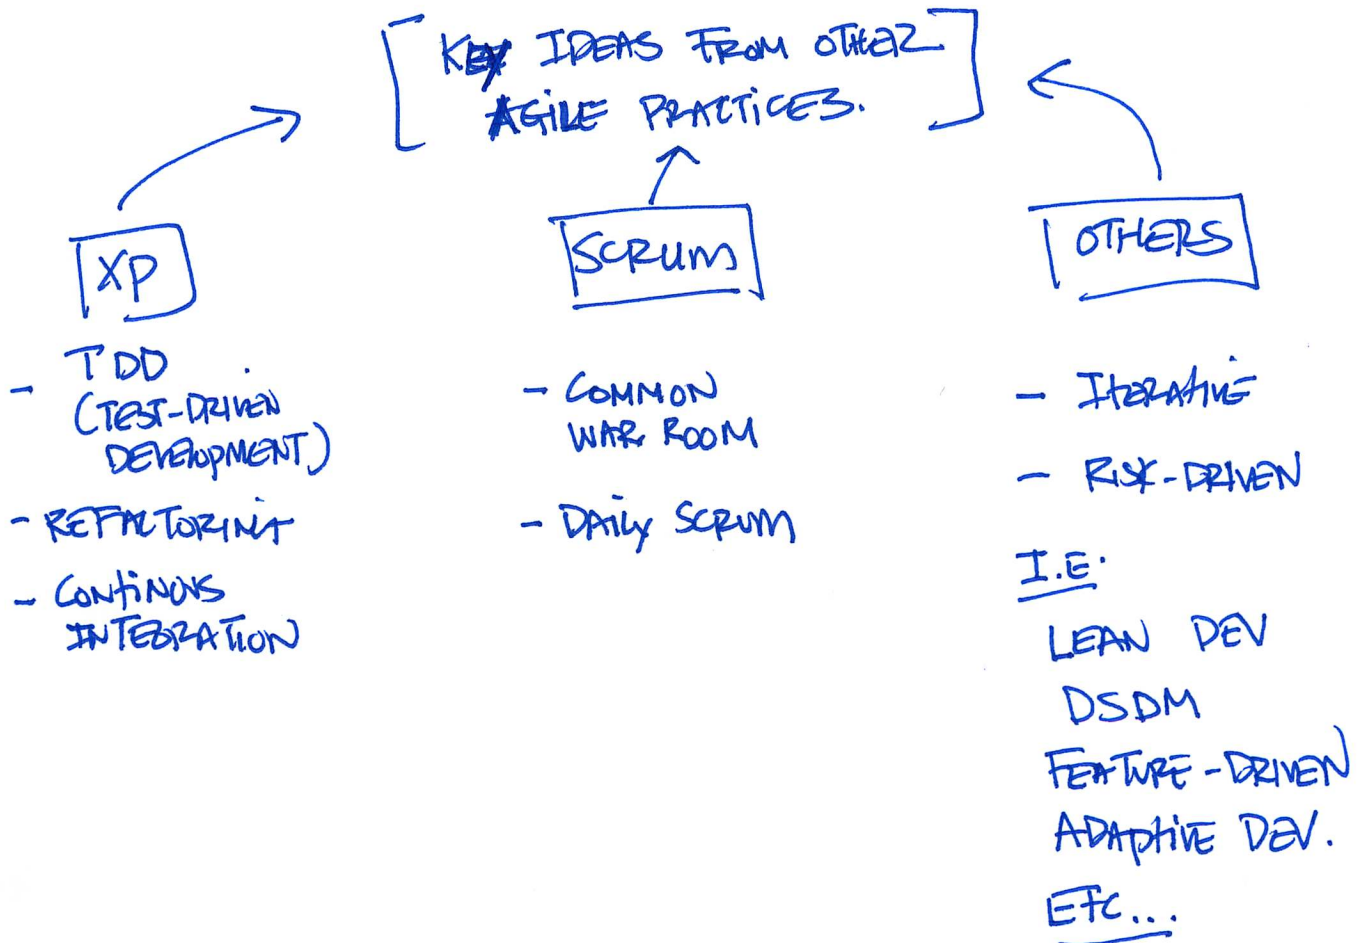 KEY IDEAS FROM OTHER
AGILE PRACTICES.
XP
- TDD
(TEST-DRIVEN
DEVELOPMENT)
- REFACTORING
- CONTINOUS
INTEGRATION
SCRUM
- COMMON
WAR ROOM
- DAILY SCRUM
OTHERS
- ITERATIVE
- RISK-DRIVEN
I.E.
LEAN DEV
DSDM
FEATURE-DRIVEN
ADAPTIVE DEV.
ETC...